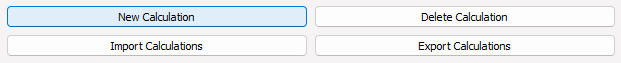 New Calculation
Delete Calculation
Import Calculations
Export Calculations